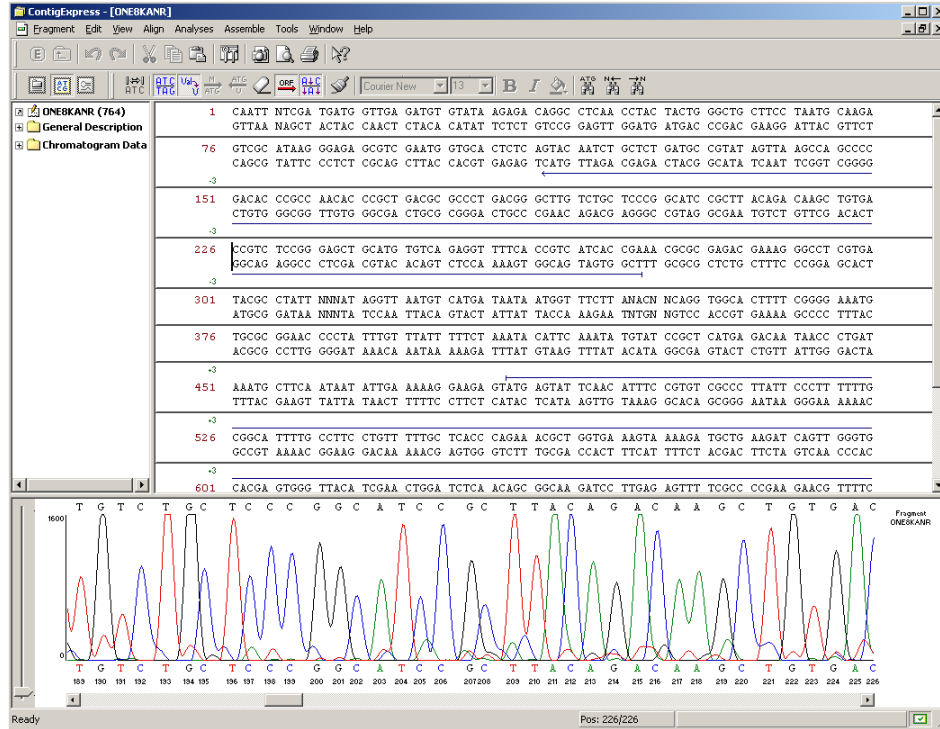 ContigExpress - [ONE8KANR]
Fragment Edit View Align Analyses Assemble Tools Window Help
Courier New 13 B I
ONE8KANR (764)
General Description
Chromatogram Data
1 CAATT NTCGA TGATG GTTGA GATGT GTATA AGAGA CAGGC CTCAA CCTAC TACTG GGCTG CTTCC TAATG CAAGA
GTTAA NAGCT ACTAC CAACT CTACA CATAT TCTCT GTCCG GAGTT GGATG ATGAC CCGAC GAAGG ATTAC GTTCT
76 GTCGC ATAAG GGAGA GCGTC GAATG GTGCA CTCTC AGTAC AATCT GCTCT GATGC CGTAT AGTTA AGCCA GCCCC
CAGCG TATTC CCTCT CGCAG CTTAC CACGT GAGAG TCATG TTAGA CGAGA CTACG GCATA TCAAT TCGGT CGGGG
-3
151 GACAC CCGCC AACAC CCGCT GACGC GCCCT GACGG GCTTG TCTGC TCCCG GCATC CGCTT ACAGA CAAGC TGTGA
CTGTG GGCGG TTGTG GGCGA CTGCG CGGGA CTGCC CGAAC AGACG AGGGC CGTAG GCGAA TGTCT GTTCG ACACT
-3
226 CCGTC TCCGG GAGCT GCATG TGTCA GAGGT TTTCA CCGTC ATCAC CGAAA CGCGC GAGAC GAAAG GGCCT CGTGA
GGCAG AGGCC CTCGA CGTAC ACAGT CTCCA AAAGT GGCAG TAGTG GCTTT GCGCG CTCTG CTTTC CCGGA GCACT
-3
301 TACGC CTATT NNNAT AGGTT AATGT CATGA TAATA ATGGT TTCTT ANACN NCAGG TGGCA CTTTT CGGGG AAATG
ATGCG GATAA NNNTA TCCAA TTACA GTACT ATTAT TACCA AAGAA TNTGN NGTCC ACCGT GAAAA GCCCC TTTAC
376 TGCGC GGAAC CCCTA TTTGT TTATT TTTCT AAATA CATTC AAATA TGTAT CCGCT CATGA GACAA TAACC CTGAT
ACGCG CCTTG GGGAT AAACA AATAA AAAGA TTTAT GTAAG TTTAT ACATA GGCGA GTACT CTGTT ATTGG GACTA
+3
451 AAATG CTTCA ATAAT ATTGA AAAAG GAAGA GTATG AGTAT TCAAC ATTTC CGTGT CGCCC TTATT CCCTT TTTTG
TTTAC GAAGT TATTA TAACT TTTTC CTTCT CATAC TCATA AGTTG TAAAG GCACA GCGGG AATAA GGGAA AAAAC
+3
526 CGGCA TTTTG CCTTC CTGTT TTTGC TCACC CAGAA ACGCT GGTGA AAGTA AAAGA TGCTG AAGAT CAGTT GGGTG
GCCGT AAAAC GGAAG GACAA AAACG AGTGG GTCTT TGCGA CCACT TTCAT TTTCT ACGAC TTCTA GTCAA CCCAC
+3
601 CACGA GTGGG TTACA TCGAA CTGGA TCTCA ACAGC GGCAA GATCC TTGAG AGTTT TCGCC CCGAA GAACG TTTTC
T G T C T G C T C C C G G C A T C C G C T T A C A G A C A A G C T G T G A C
1600
Fragment
ONE8KANR
0
T G T C T G C T C C C G G C A T C C G C T T A C A G A C A A G C T G T G A C
189 190 191 192 193 194 195 196 197 198 199 200 201 202 203 204 205 206 207 208 209 210 211 212 213 214 215 216 217 218 219 220 221 222 223 224 225 226
Ready Pos: 226/226